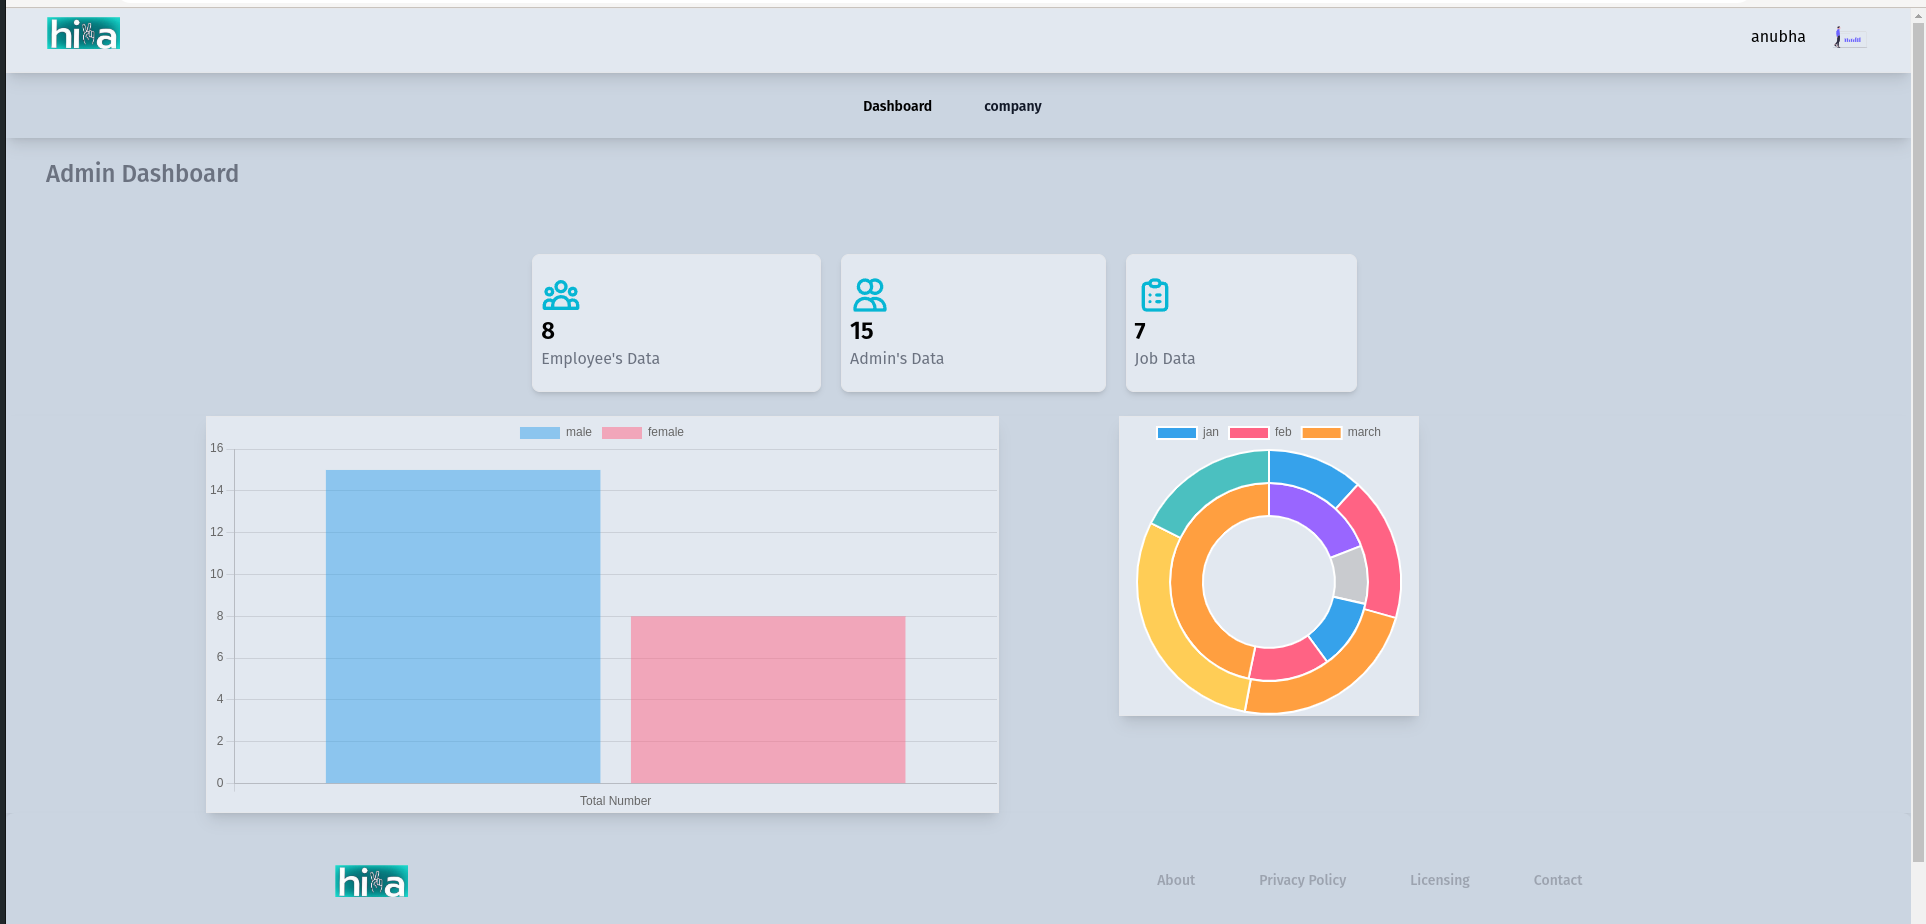 hi a
anubha
Dashboard company
Admin Dashboard
8
Employee's Data
15
Admin's Data
7
Job Data
male female
16
14
12
10
8
6
4
2
0
Total Number
jan feb march
hi a
About Privacy Policy Licensing Contact